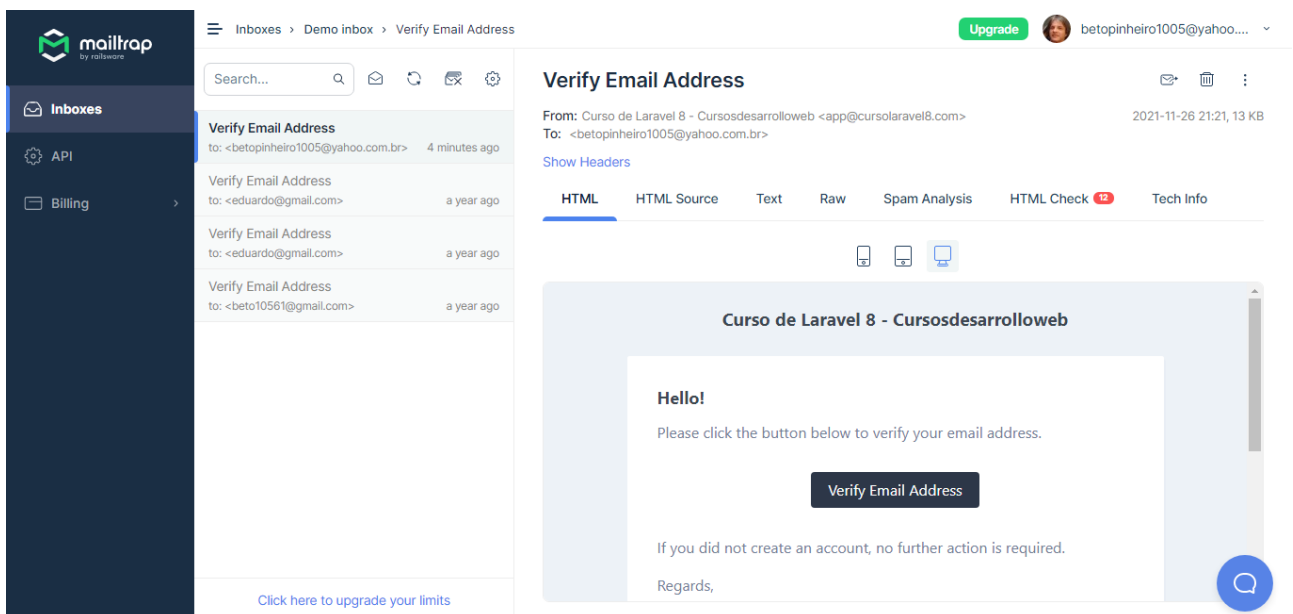 mailtrap
by railsware
Inboxes
API
Billing
Inboxes › Demo inbox › Verify Email Address
Upgrade
betopinheiro1005@yahoo....
Search...
Verify Email Address
to: <betopinheiro1005@yahoo.com.br> 4 minutes ago
Verify Email Address
to: <eduardo@gmail.com> a year ago
Verify Email Address
to: <eduardo@gmail.com> a year ago
Verify Email Address
to: <beto10561@gmail.com> a year ago
Click here to upgrade your limits
Verify Email Address
From: Curso de Laravel 8 - Cursosdesarrolloweb <app@cursolaravel8.com> 2021-11-26 21:21, 13 KB
To: <betopinheiro1005@yahoo.com.br>
Show Headers
HTML HTML Source Text Raw Spam Analysis HTML Check 12 Tech Info
Curso de Laravel 8 - Cursosdesarrolloweb
Hello!
Please click the button below to verify your email address.
Verify Email Address
If you did not create an account, no further action is required.
Regards,